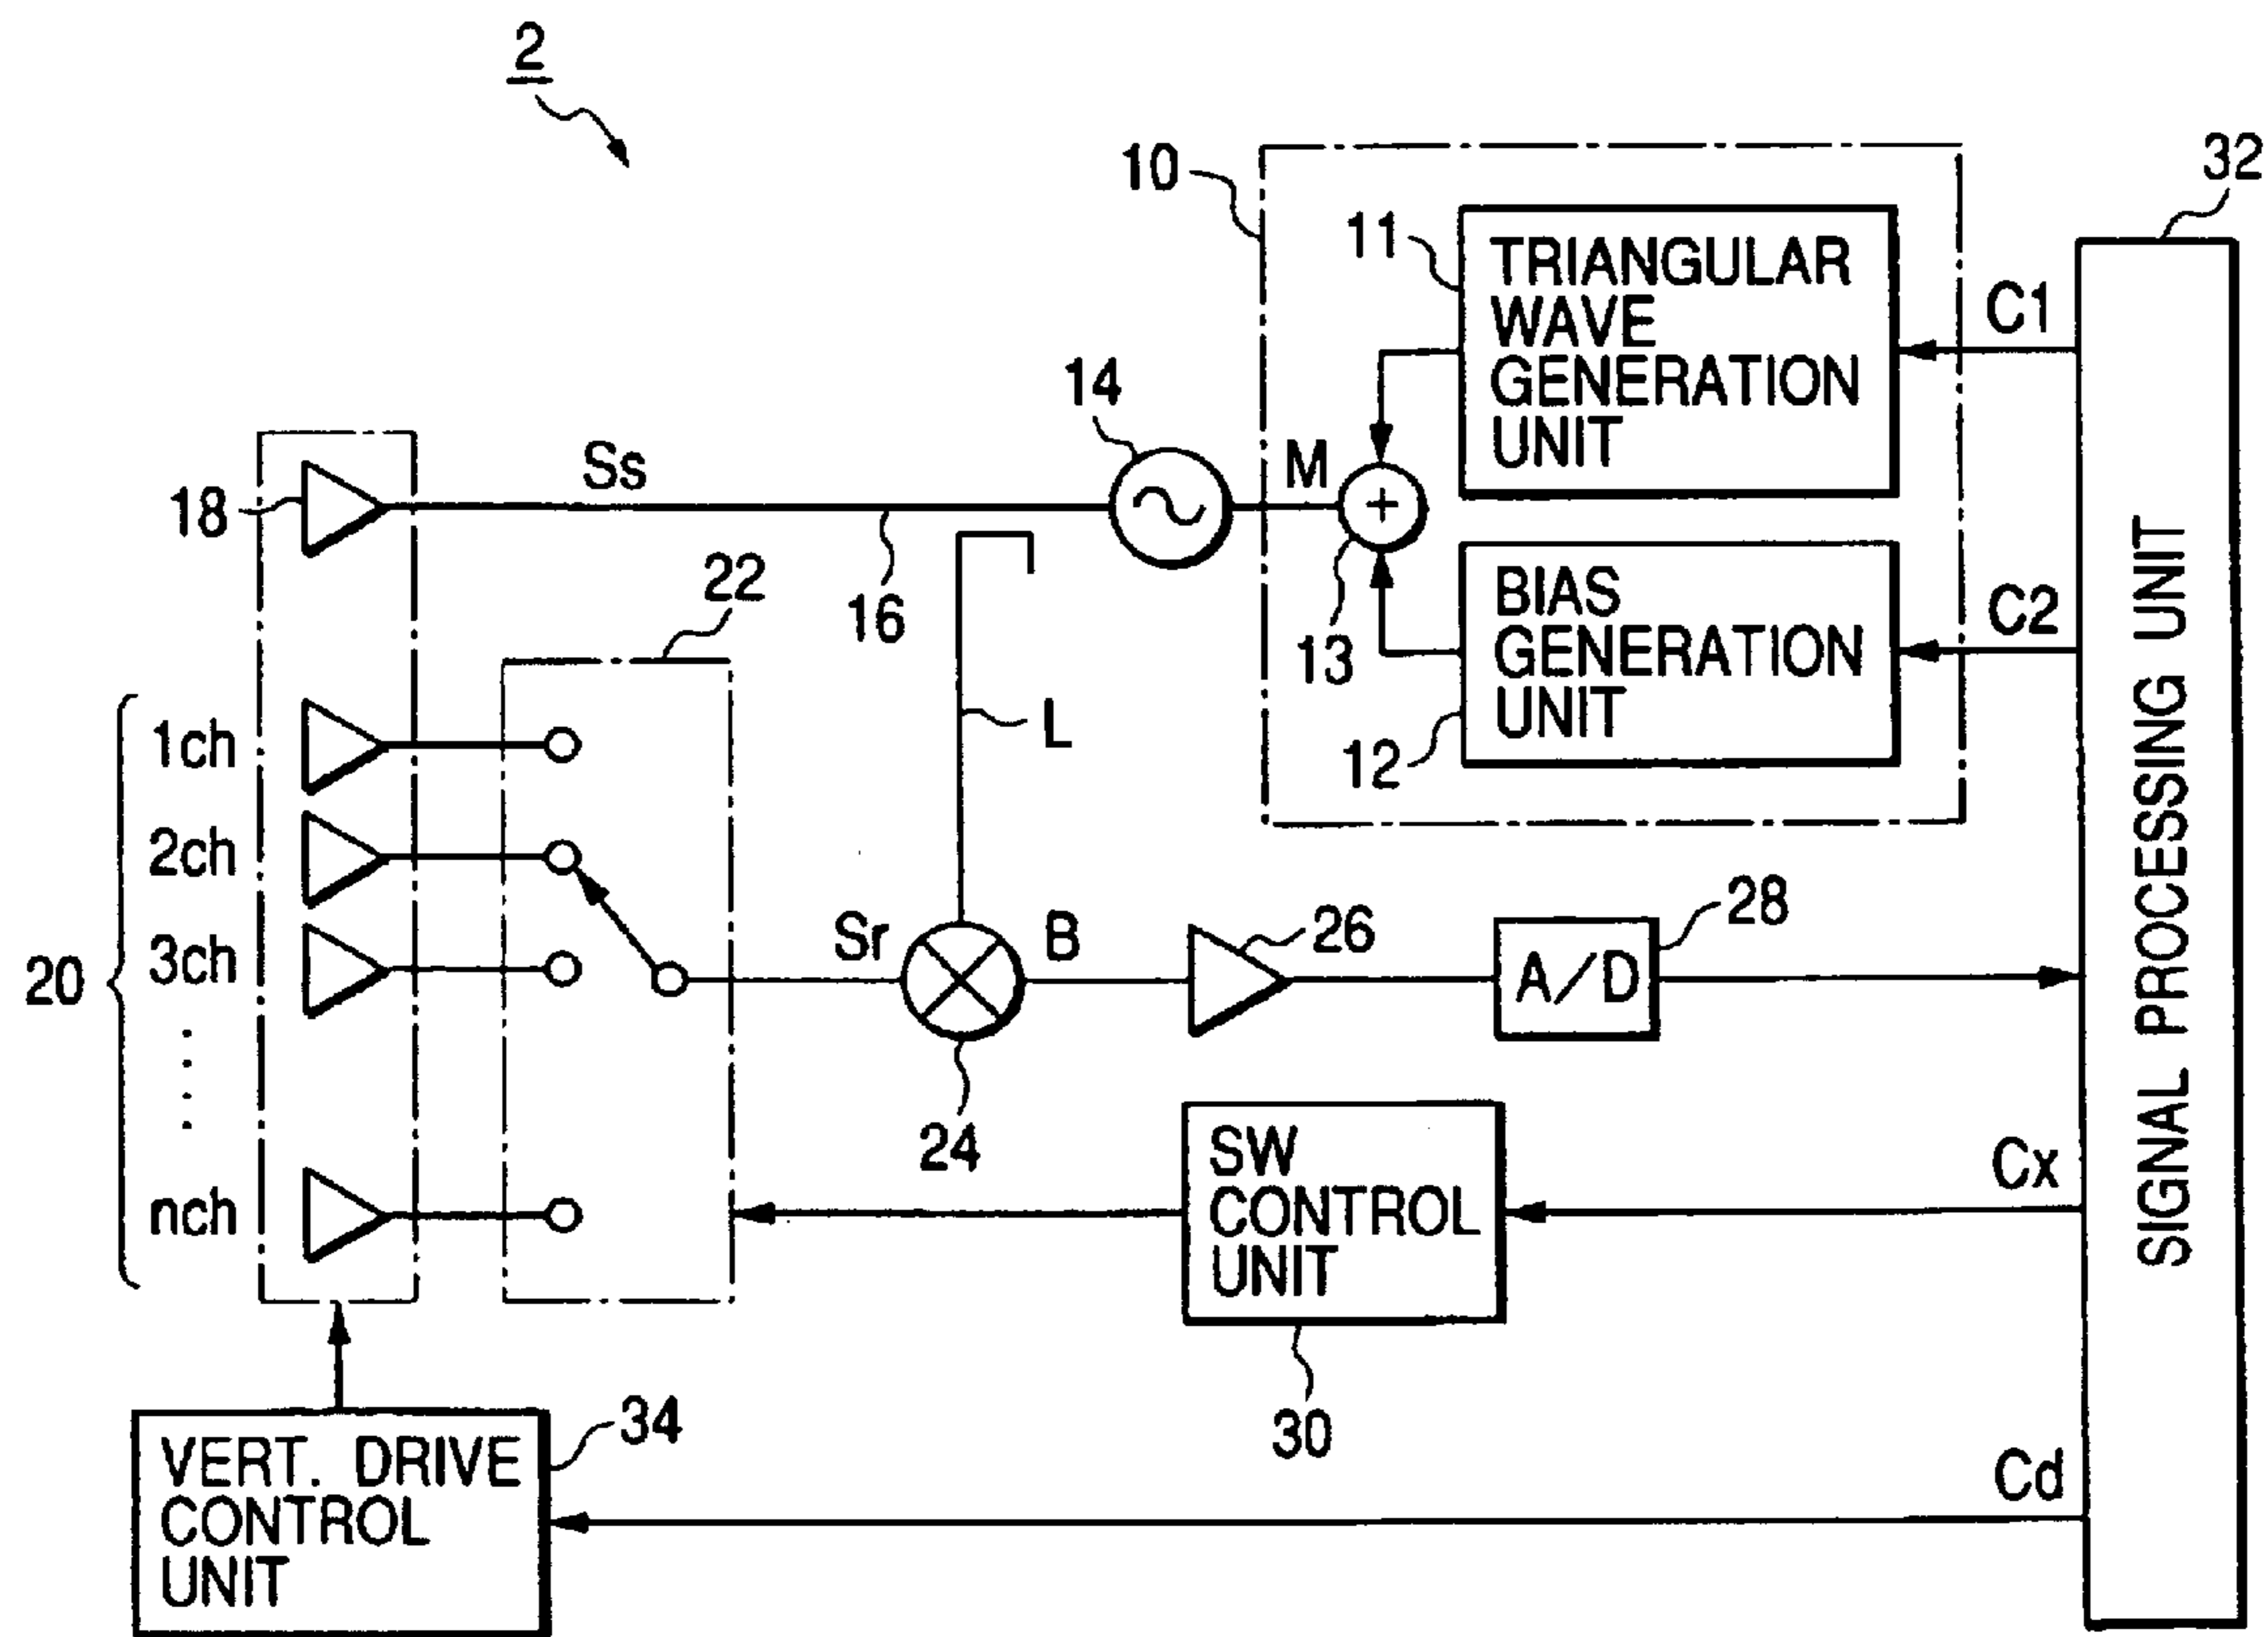 2
10
32
11
TRIANGULAR
WAVE
GENERATION
UNIT
C1
14
M
+
Ss
18
16
13
BIAS
GENERATION
UNIT
C2
12
22
L
SIGNAL PROCESSING UNIT
20
1ch
2ch
3ch
nch
Sr
B
26
28
A/D
24
SW
CONTROL
UNIT
Cx
30
VERT. DRIVE
CONTROL
UNIT
34
Cd